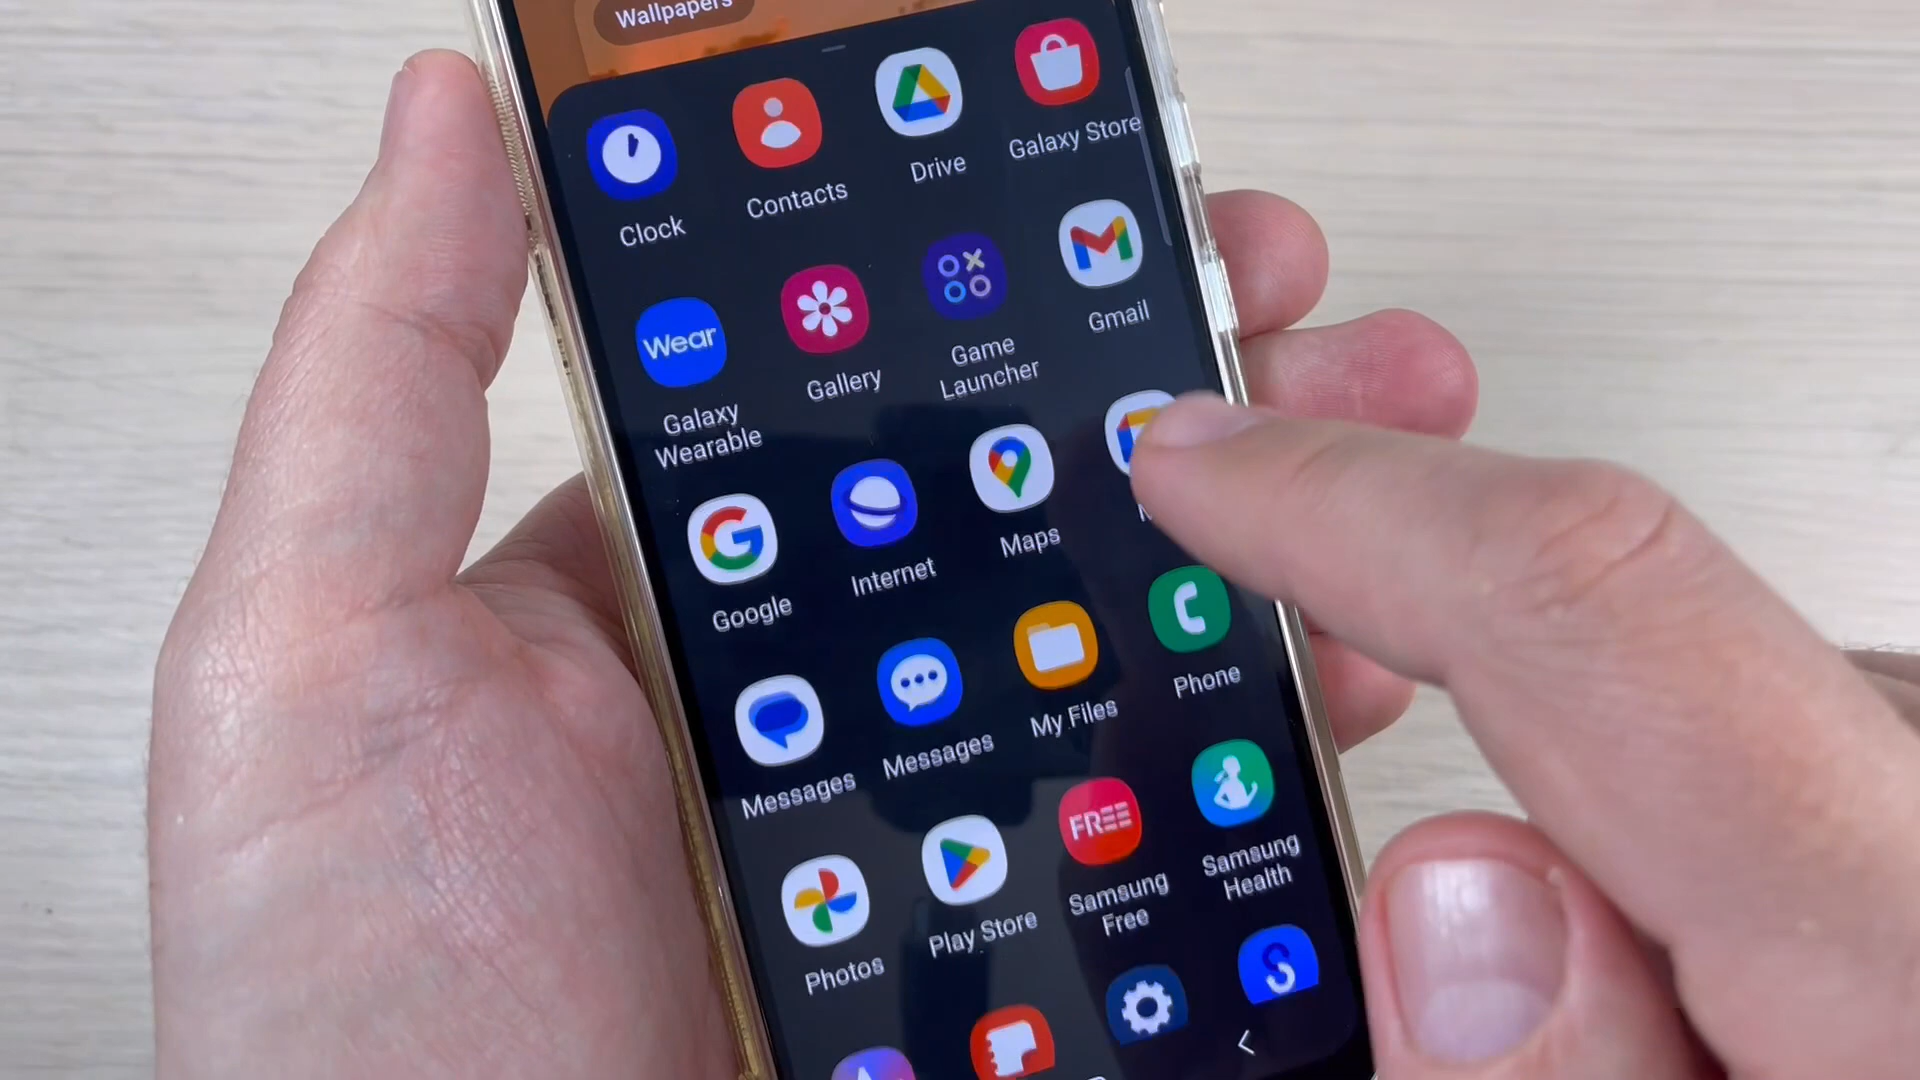 Wallpapers
Clock
Contacts
Drive
Galaxy Store
Wear
Galaxy
Wearable
Gallery
Game
Launcher
Gmail
Google
Internet
Maps
Messages
Messages
My Files
Phone
Photos
Play Store
FREE
Samsung
Free
Samsung
Health